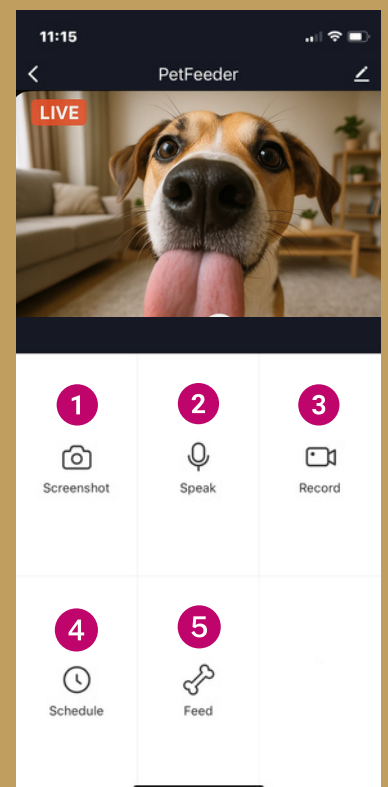 11:15
PetFeeder
LIVE
1
2
3
Screenshot
Speak
Record
4
5
Schedule
Feed